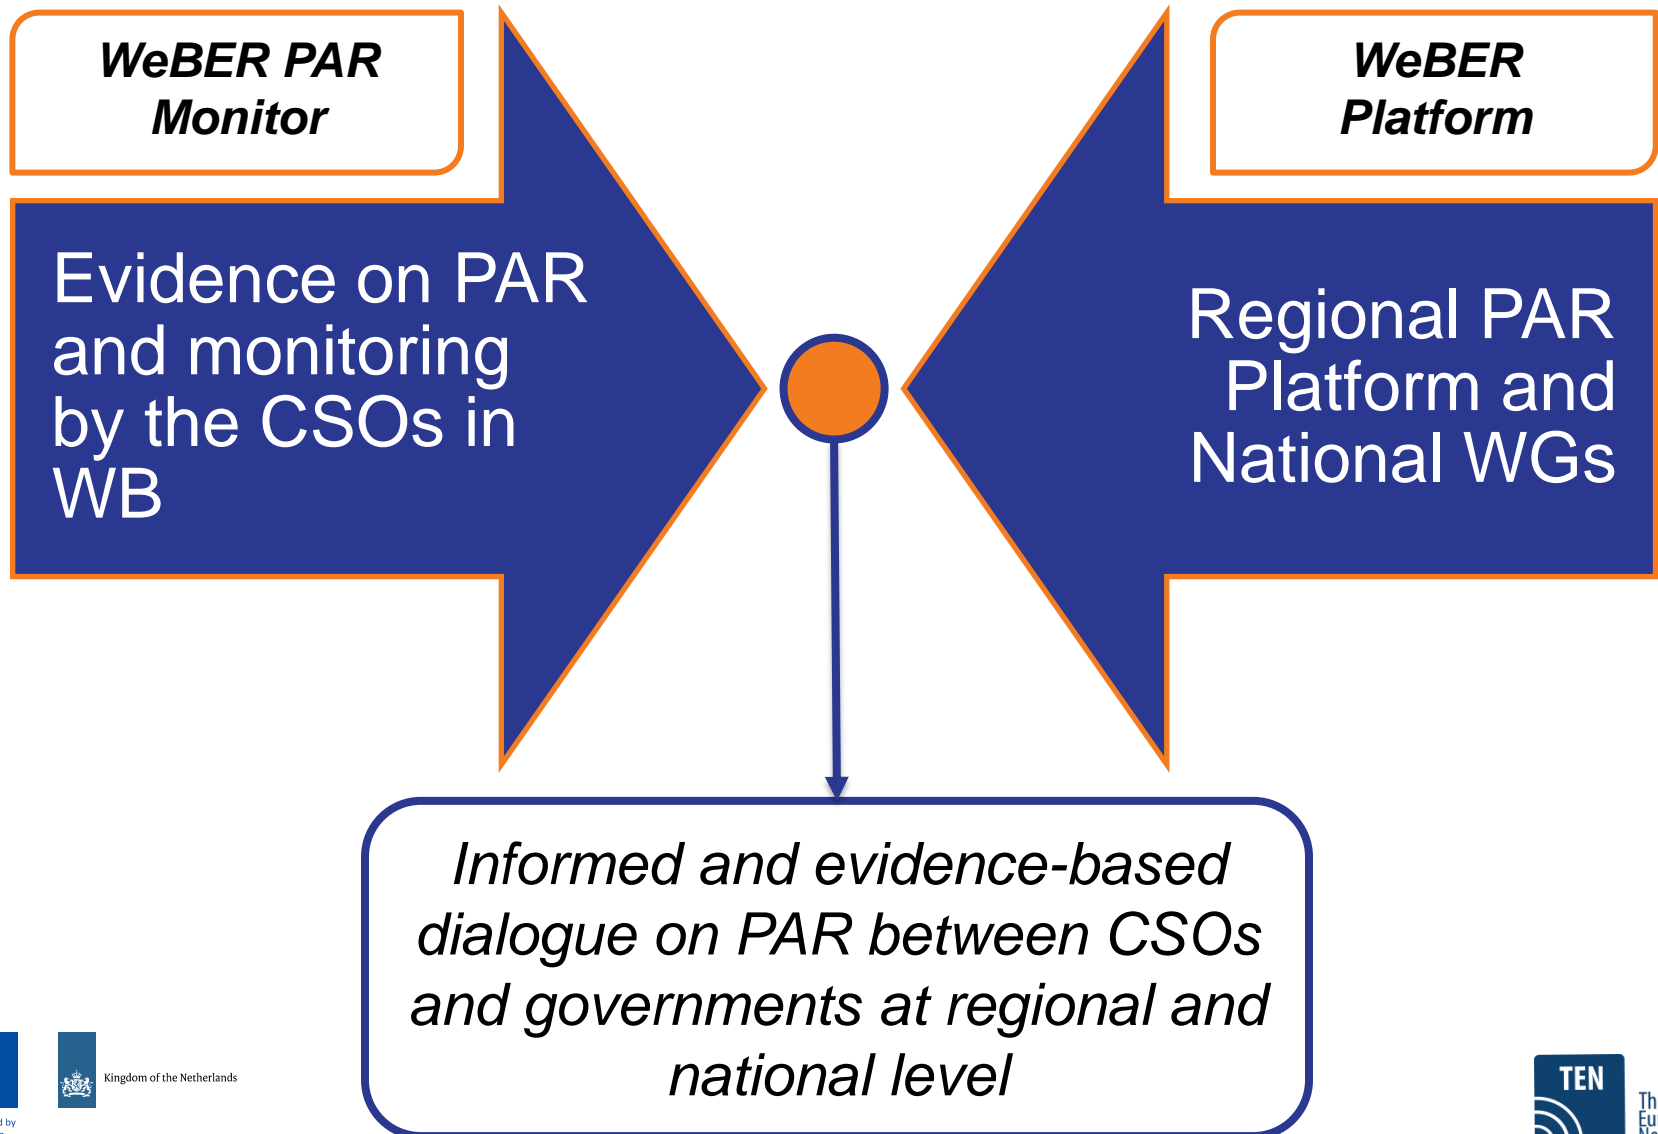 WeBER PAR
Monitor
WeBER
Platform
Evidence on PAR
and monitoring
by the CSOs in
WB
Regional PAR
Platform and
National WGs
Informed and evidence-based
dialogue on PAR between CSOs
and governments at regional and
national level
Kingdom of the Netherlands
by
TEN